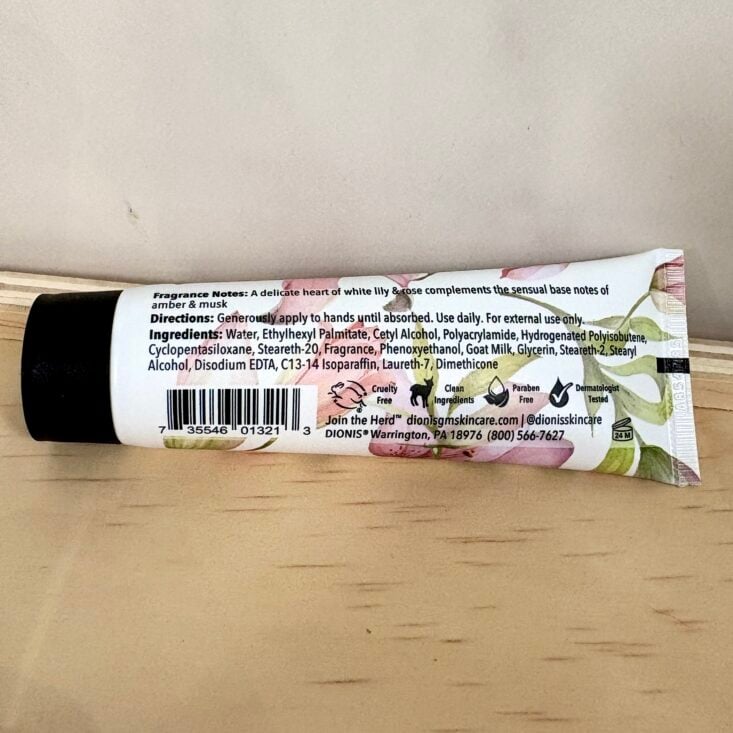 Fragrance Notes: A delicate heart of white lily & rose complements the sensual base notes of
amber & musk
Directions: Generously apply to hands until absorbed. Use daily. For external use only.
Ingredients: Water, Ethylhexyl Palmitate, Cetyl Alcohol, Polyacrylamide, Hydrogenated Polyisobutene,
Cyclopentasiloxane, Steareth-20, Fragrance, Phenoxyethanol, Goat Milk, Glycerin, Steareth-2, Stearyl
Alcohol, Disodium EDTA, C13-14 Isoparaffin, Laureth-7, Dimethicone
Cruelty Free
Clean Ingredients
Paraben Free
Dermatologist Tested
7 35546 01321 3
Join the Herd™ dionisgmskincare.com | @dionisskincare
DIONIS® Warrington, PA 18976 (800) 566-7627
24 M